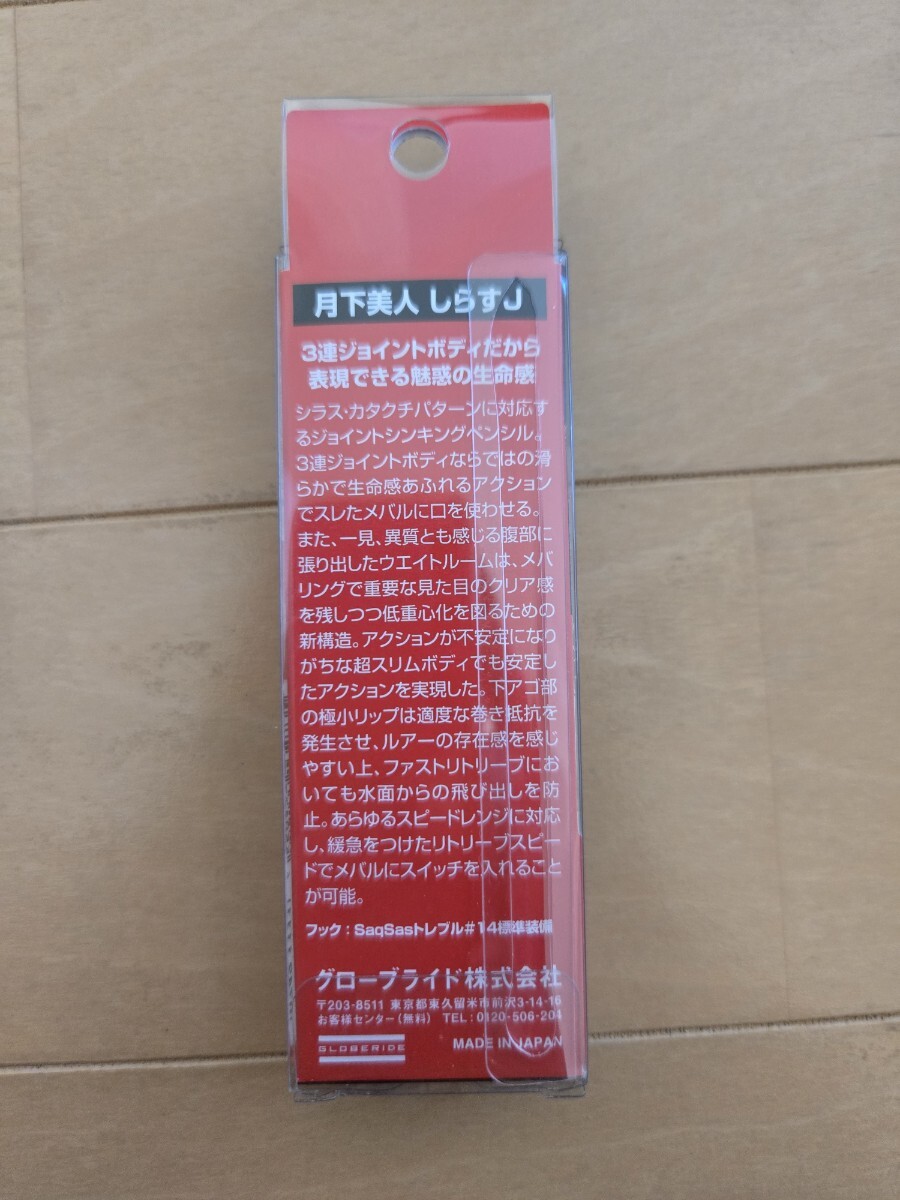 月下美人 しらすJ
3連ジョイントボディだから
表現できる魅惑の生命感
シラス・カタクチパターンに対応す
るジョイントシンキングペンシル。
3連ジョイントボディならではの滑
らかで生命感あふれるアクション
でスレたメバルに口を使わせる。
また、一見、異質とも感じる腹部に
張り出したウエイトルームは、メバ
リングで重要な見た目のクリア感
を残しつつ低重心化を図るための
新構造。アクションが不安定になり
がちな超スリムボディでも安定し
たアクションを実現した。下アゴ部
の極小リップは適度な巻き抵抗を
発生させ、ルアーの存在感を感じ
やすい上、ファストリトリーブにお
いても水面からの飛び出しを防
止。あらゆるスピードレンジに対応
し、緩急をつけたリトリーブスピー
ドでメバルにスイッチを入れること
が可能。
フック：SaqSasトレブル#14標準装備
グローブライド株式会社
〒203-8511 東京都東久留米市前沢3-14-16
お客様センター(無料) TEL：0120-506-204
GLOBERIDE
MADE IN JAPAN